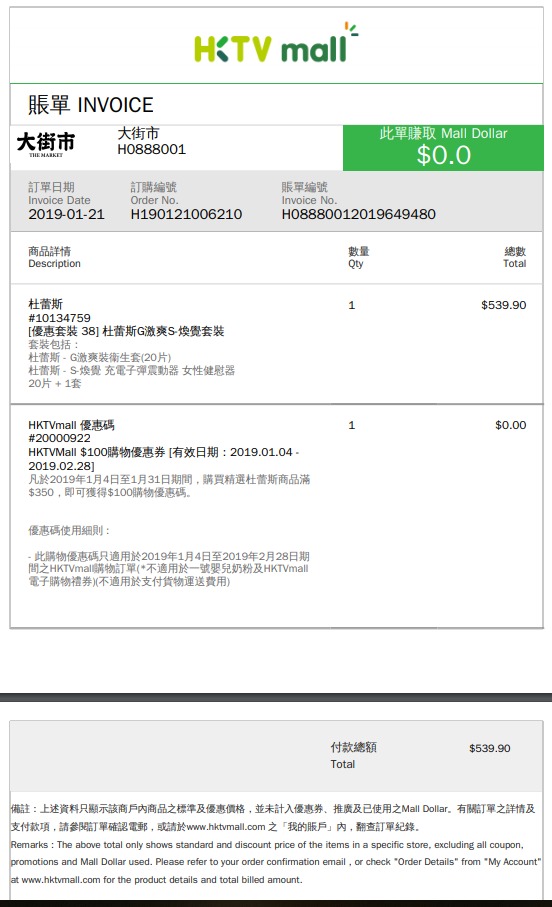 HKTV mall
賬單 INVOICE
大街市
THE MARKET
大街市
H0888001
此單賺取 Mall Dollar
$0.0
訂單日期
Invoice Date
2019-01-21
訂購編號
Order No.
H190121006210
賬單編號
Invoice No.
H08880012019649480
商品詳情
Description
數量
Qty
總數
Total
杜蕾斯
#10134759
[優惠套裝 38] 杜蕾斯G激爽S-煥覺套裝
套裝包括：
杜蕾斯 - G激爽裝衞生套(20片)
杜蕾斯 - S-煥覺 充電子彈震動器 女性健慰器
20片 + 1套
1
$539.90
HKTVmall 優惠碼
#20000922
HKTVMall $100購物優惠券 [有效日期：2019.01.04 -
2019.02.28]
凡於2019年1月4日至1月31日期間，購買精選杜蕾斯商品滿
$350，即可獲得$100購物優惠碼。
優惠碼使用細則：
- 此購物優惠碼只適用於2019年1月4日至2019年2月28日期
間之HKTVmall購物訂單(*不適用於一號嬰兒奶粉及HKTVmall
電子購物禮券)(不適用於支付貨物運送費用)
1
$0.00
付款總額
Total
$539.90
備註：上述資料只顯示該商戶內商品之標準及優惠價格，並未計入優惠券、推廣及已使用之Mall Dollar。有關訂單之詳情及
支付款項，請參閱訂單確認電郵，或請於www.hktvmall.com 之「我的賬戶」內，翻查訂單紀錄。
Remarks : The above total only shows standard and discount price of the items in a specific store, excluding all coupon,
promotions and Mall Dollar used. Please refer to your order confirmation email , or check "Order Details" from "My Account"
at www.hktvmall.com for the product details and total billed amount.